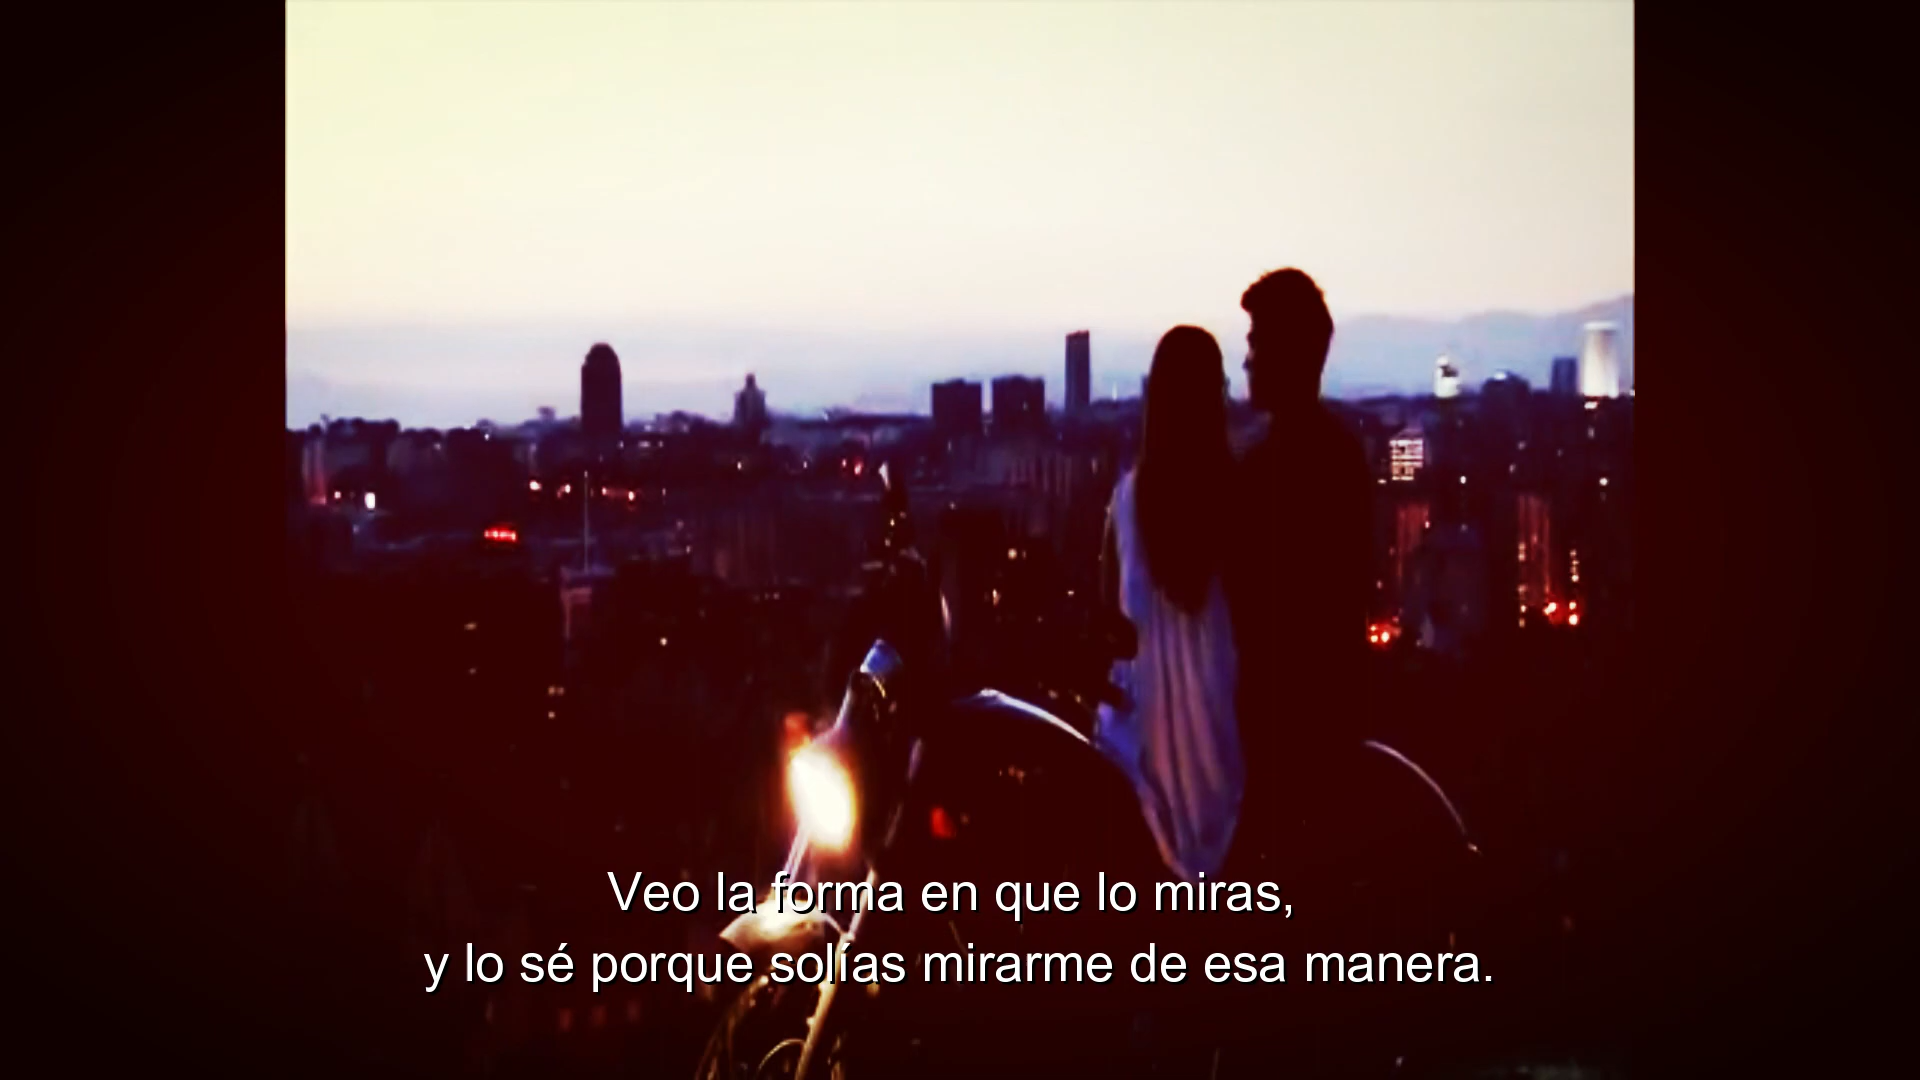 Veo la forma en que lo miras,
y lo sé porque solías mirarme de esa manera.